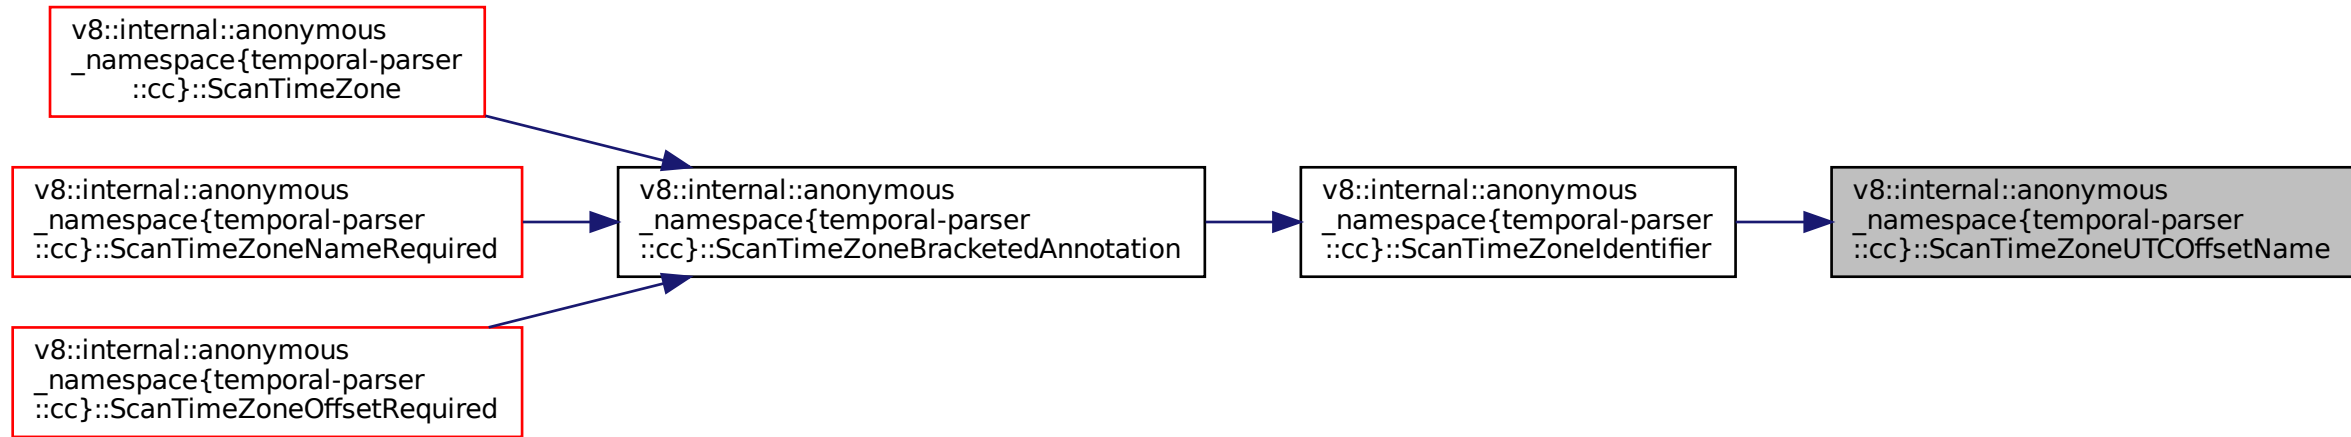 v8::internal::anonymous
_namespace{temporal-parser
::cc}::ScanTimeZone
v8::internal::anonymous
_namespace{temporal-parser
::cc}::ScanTimeZoneNameRequired
v8::internal::anonymous
_namespace{temporal-parser
::cc}::ScanTimeZoneOffsetRequired
v8::internal::anonymous
_namespace{temporal-parser
::cc}::ScanTimeZoneBracketedAnnotation
v8::internal::anonymous
_namespace{temporal-parser
::cc}::ScanTimeZoneIdentifier
v8::internal::anonymous
_namespace{temporal-parser
::cc}::ScanTimeZoneUTCOffsetName